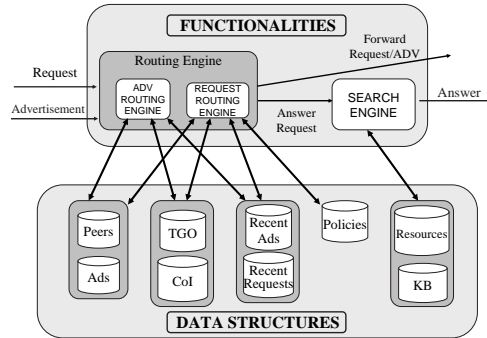 FUNCTIONALITIES
Forward
Request/ADV
Routing Engine
Request
ADV
ROUTING
ENGINE
REQUEST
ROUTING
ENGINE
SEARCH
ENGINE
Answer
Advertisement
Answer
Request
Peers
TGO
Recent
Ads
Policies
Resources
Ads
CoI
Recent
Requests
KB
DATA STRUCTURES